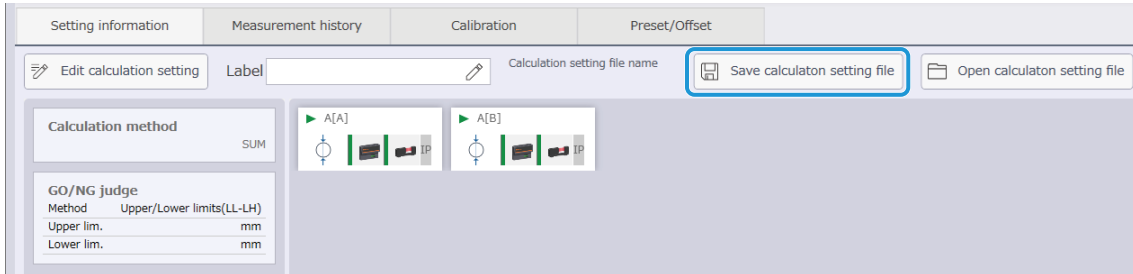 Setting information Measurement history Calibration Preset/Offset
Edit calculation setting Label Calculation setting file name Save calculaton setting file Open calculaton setting file
Calculation method
SUM
A[A] A[B]
IP IP
GO/NG judge
Method Upper/Lower limits(LL-LH)
Upper lim. mm
Lower lim. mm